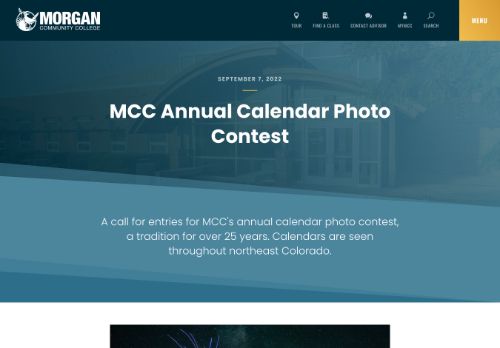 MORGAN
COMMUNITY COLLEGE
TOUR
FIND A CLASS
CONTACT ADVISOR
MYMCC
SEARCH
MENU
SEPTEMBER 7, 2022
MCC Annual Calendar Photo
Contest
A call for entries for MCC's annual calendar photo contest,
a tradition for over 25 years. Calendars are seen
throughout northeast Colorado.